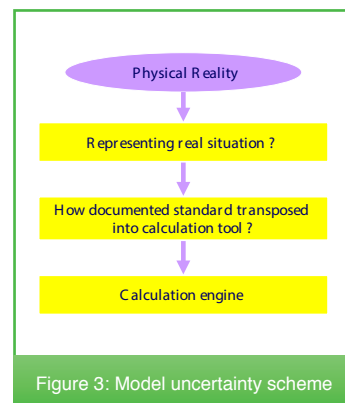 Physical Reality
Representing real situation ?
How documented standard transposed
into calculation tool ?
Calculation engine
Figure 3: Model uncertainty scheme